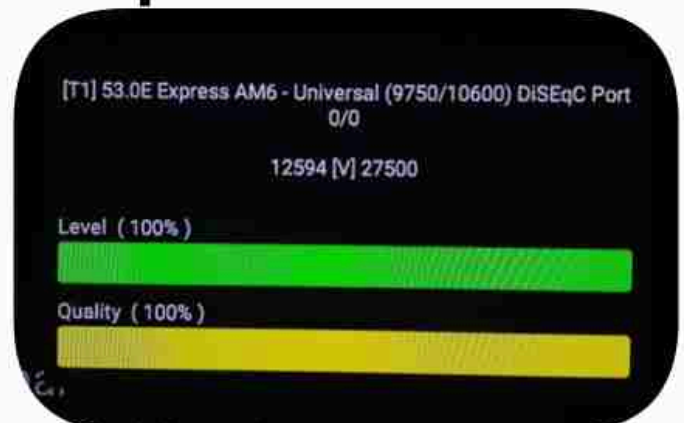 [T1] 53.0E Express AM6 - Universal (9750/10600) DiSEqC Port
0/0
12594 [V] 27500
Level ( 100% )
Quality ( 100% )